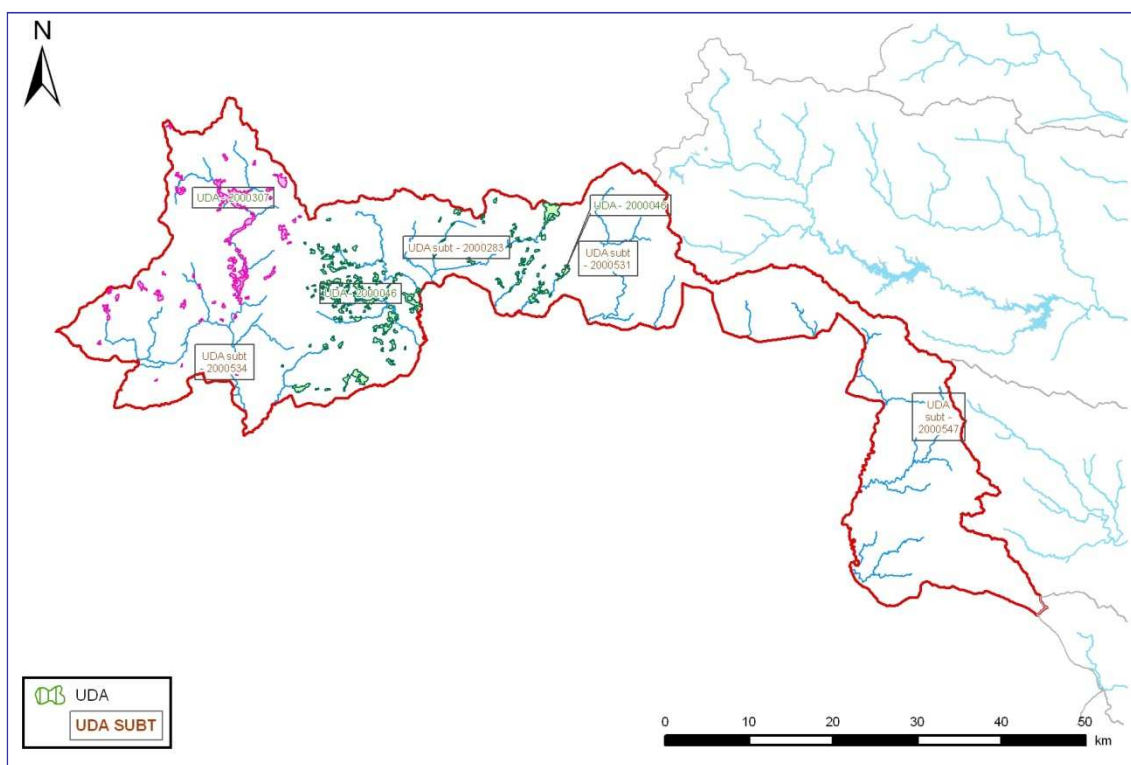 N
UDA - 2000307
UDA - 2000046
UDA subt - 2000283
UDA subt
- 2000531
UDA - 2000046
UDA subt
- 2000534
UDA
subt -
2000547
UDA
UDA SUBT
0 10 20 30 40 50
km